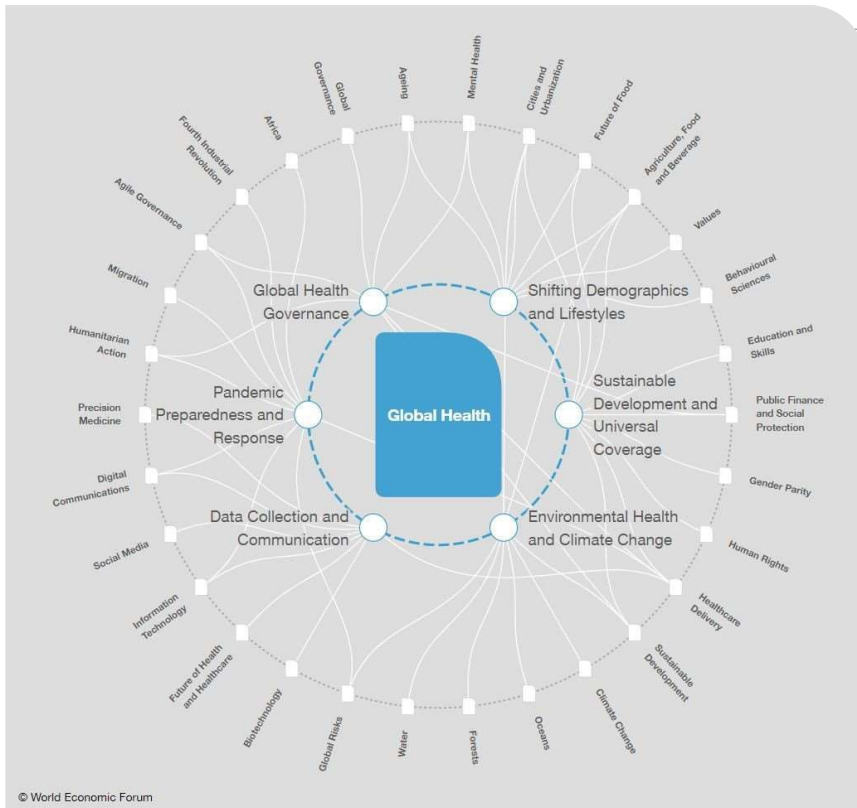 Global Health
Global Health
Governance
Shifting Demographics
and Lifestyles
Sustainable
Development and
Universal
Coverage
Environmental Health
and Climate Change
Data Collection and
Communication
Pandemic
Preparedness and
Response
Mental Health
Cities and
Urbanization
Future of Food
Agriculture, Food
and Beverage
Values
Behavioural
Sciences
Education and
Skills
Public Finance
and Social
Protection
Gender Parity
Human Rights
Healthcare
Delivery
Sustainable
Development
Climate Change
Oceans
Forests
Water
Global Risks
Biotechnology
Future of Health
and Healthcare
Information
Technology
Social Media
Digital
Communications
Precision
Medicine
Humanitarian
Action
Migration
Agile Governance
Fourth Industrial
Revolution
Africa
Global
Governance
Ageing
© World Economic Forum